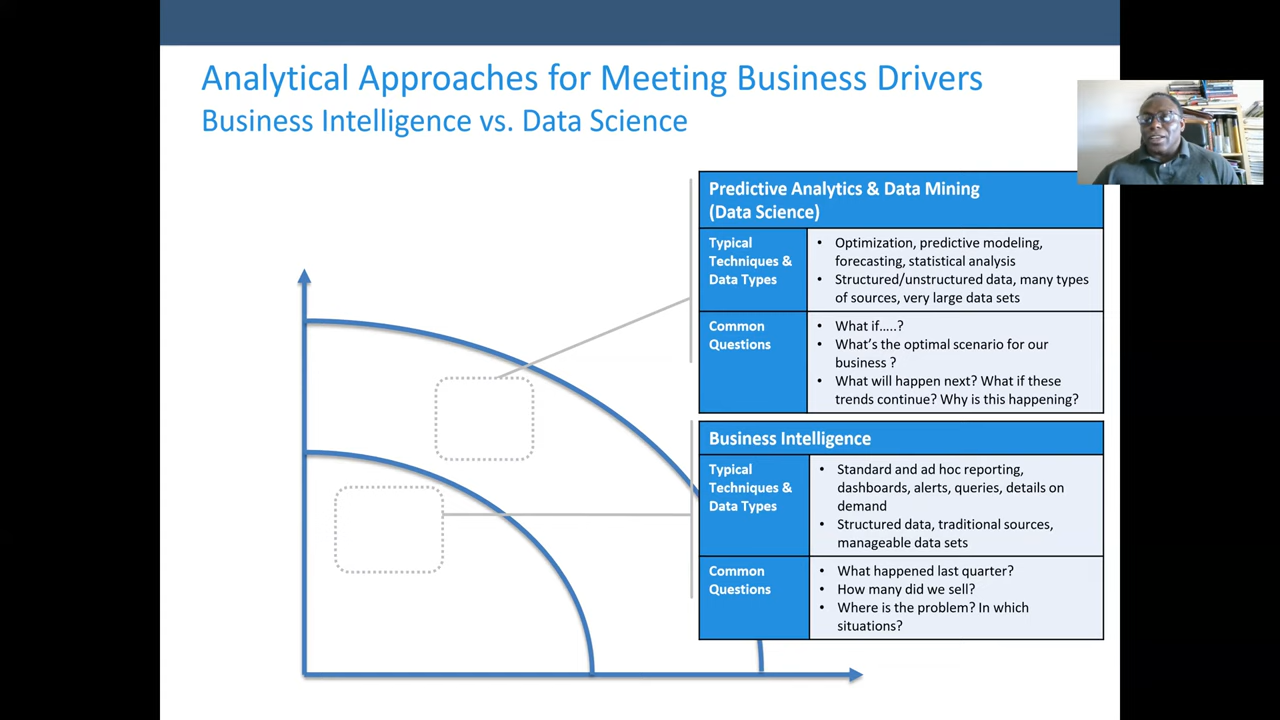 Analytical Approaches for Meeting Business Drivers
Business Intelligence vs. Data Science
Predictive Analytics & Data Mining
(Data Science)
Typical
Techniques &
Data Types
• Optimization, predictive modeling,
forecasting, statistical analysis
• Structured/unstructured data, many types
of sources, very large data sets
Common
Questions
• What if…..?
• What's the optimal scenario for our
business ?
• What will happen next? What if these
trends continue? Why is this happening?
Business Intelligence
Typical
Techniques &
Data Types
• Standard and ad hoc reporting,
dashboards, alerts, queries, details on
demand
• Structured data, traditional sources,
manageable data sets
Common
Questions
• What happened last quarter?
• How many did we sell?
• Where is the problem? In which
situations?